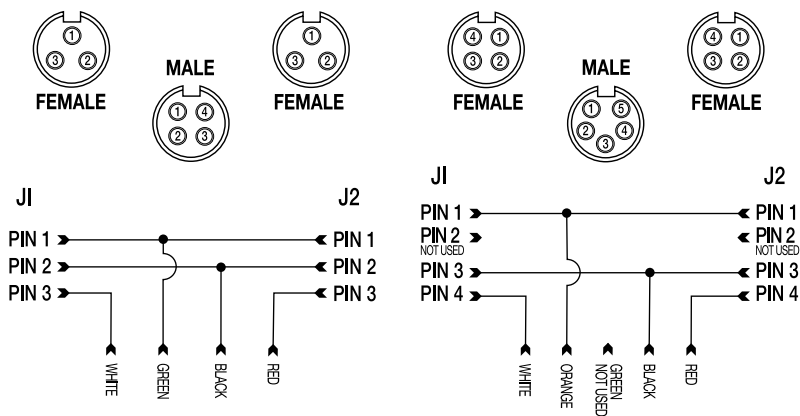 1
3 2
FEMALE
MALE
1 4
2 3
1
3 2
FEMALE
J1 J2
PIN 1 PIN 1
PIN 2 PIN 2
PIN 3 PIN 3
WHITE
GREEN
BLACK
RED
4 1
3 2
FEMALE
MALE
1 5
2 4
3
4 1
3 2
FEMALE
J1 J2
PIN 1 PIN 1
PIN 2 PIN 2
NOT USED NOT USED
PIN 3 PIN 3
PIN 4 PIN 4
WHITE
ORANGE
GREEN
NOT USED
BLACK
RED